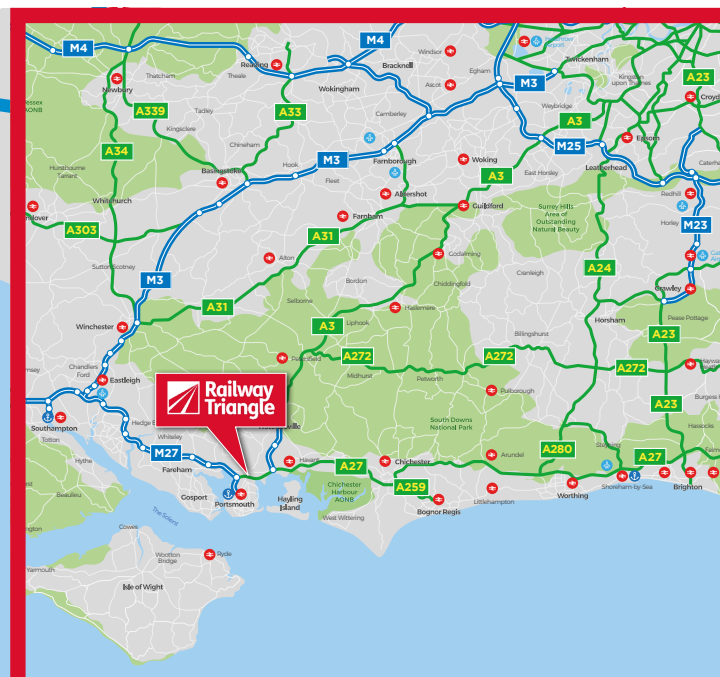 M4
M4
Windsor
Twickenham
Reading
Bracknell
Egham
Thatcham
Theale
Kingston
upon Thames
A23
Newbury
Wokingham
Ascot
M3
Croyd
A339
Tadley
A33
Camberley
Weybridge
A3
Kingsclere
Epsom
A34
Chineham
M25
Hook
M3
Farnborough
Woking
Leatherhead
Caterha
Hurstbourne
Tarrant
Basingstoke
Fleet
A3
East Horsley
Whitchurch
Aldershot
Guildford
Surrey Hills
Area of
Outstanding
Natural Beauty
Redhill
dover
Farnham
Horley
M23
A303
A31
Alton
Godalming
Sutton Scotney
A24
M3
Bordon
Chiddingfold
Cranleigh
Crawley
Selborne
A31
Haslemere
Winchester
A3
Liphook
Billingshurst
Horsham
Pease Pottage
A23
Petersfield
A272
A272
Chandlers
Ford
Midhurst
Petworth
A272
Eastleigh
Pulborough
Railway
Triangle
A23
Burgess
Southampton
Totton
Hedge E
South Downs
National Park
Hassocks
Whiteley
M27
A280
Steyning
Hythe
Fareham
Havant
A27
Chichester
Arundel
A27
Beaulieu
Gosport
Portsmouth
Hayling
Island
Chichester
Harbour
AONB
A259
Littlehampton
Worthing
Shoreham-by-Sea
Brighton
The Solent
West Wittering
Bognor Regis
Cowes
Wootton
Bridge
Ryde
Yarmouth
Isle of Wight